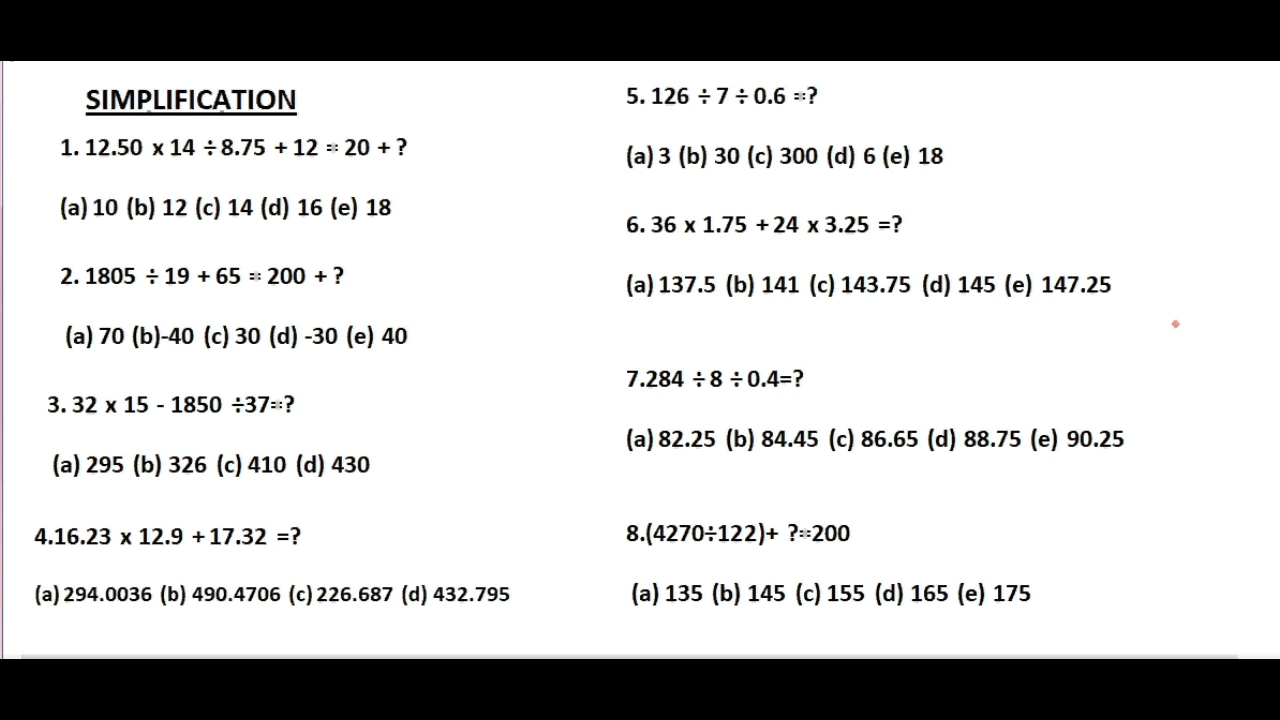 SIMPLIFICATION
1. 12.50 x 14 ÷ 8.75 + 12 = 20 + ?
(a) 10 (b) 12 (c) 14 (d) 16 (e) 18
2. 1805 ÷ 19 + 65 = 200 + ?
(a) 70 (b)-40 (c) 30 (d) -30 (e) 40
3. 32 x 15 - 1850 ÷37=?
(a) 295 (b) 326 (c) 410 (d) 430
4.16.23 x 12.9 + 17.32 =?
(a) 294.0036 (b) 490.4706 (c) 226.687 (d) 432.795
5. 126 ÷ 7 ÷ 0.6 =?
(a) 3 (b) 30 (c) 300 (d) 6 (e) 18
6. 36 x 1.75 + 24 x 3.25 =?
(a) 137.5 (b) 141 (c) 143.75 (d) 145 (e) 147.25
7.284 ÷ 8 ÷ 0.4=?
(a) 82.25 (b) 84.45 (c) 86.65 (d) 88.75 (e) 90.25
8.(4270÷122)+ ?=200
(a) 135 (b) 145 (c) 155 (d) 165 (e) 175